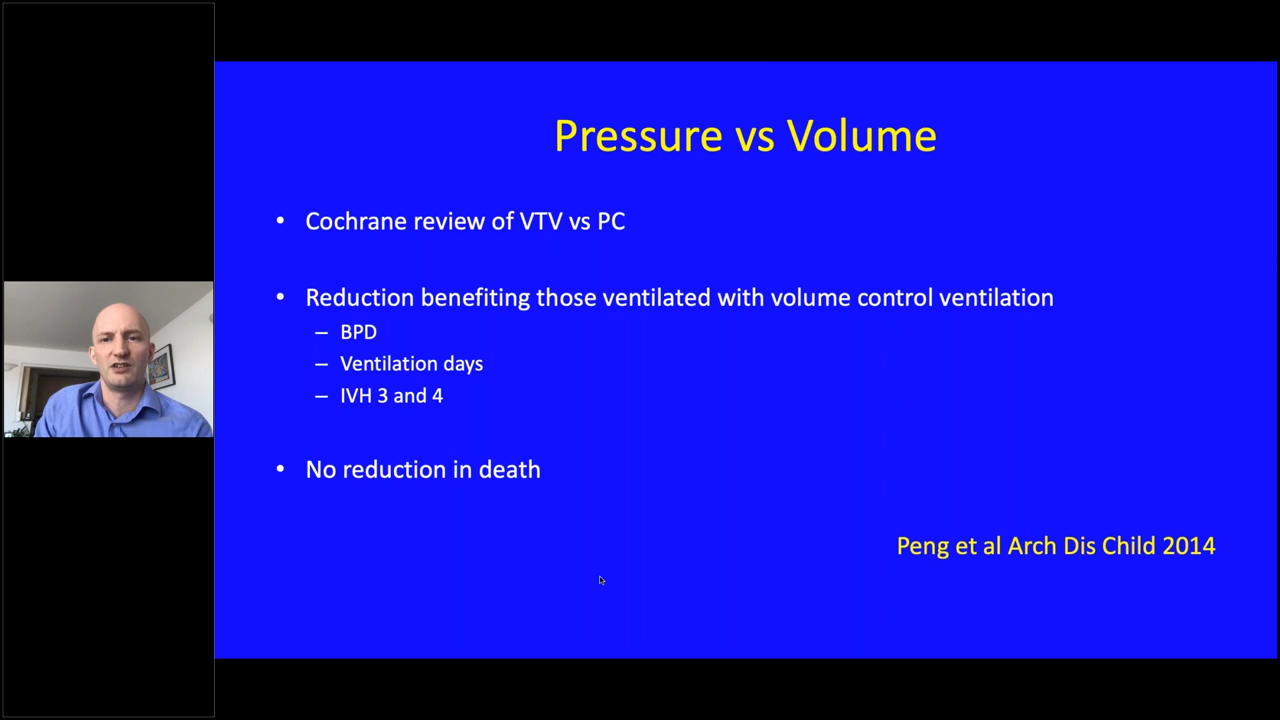 Pressure vs Volume
• Cochrane review of VTV vs PC
• Reduction benefiting those ventilated with volume control ventilation
– BPD
– Ventilation days
– IVH 3 and 4
• No reduction in death
Peng et al Arch Dis Child 2014